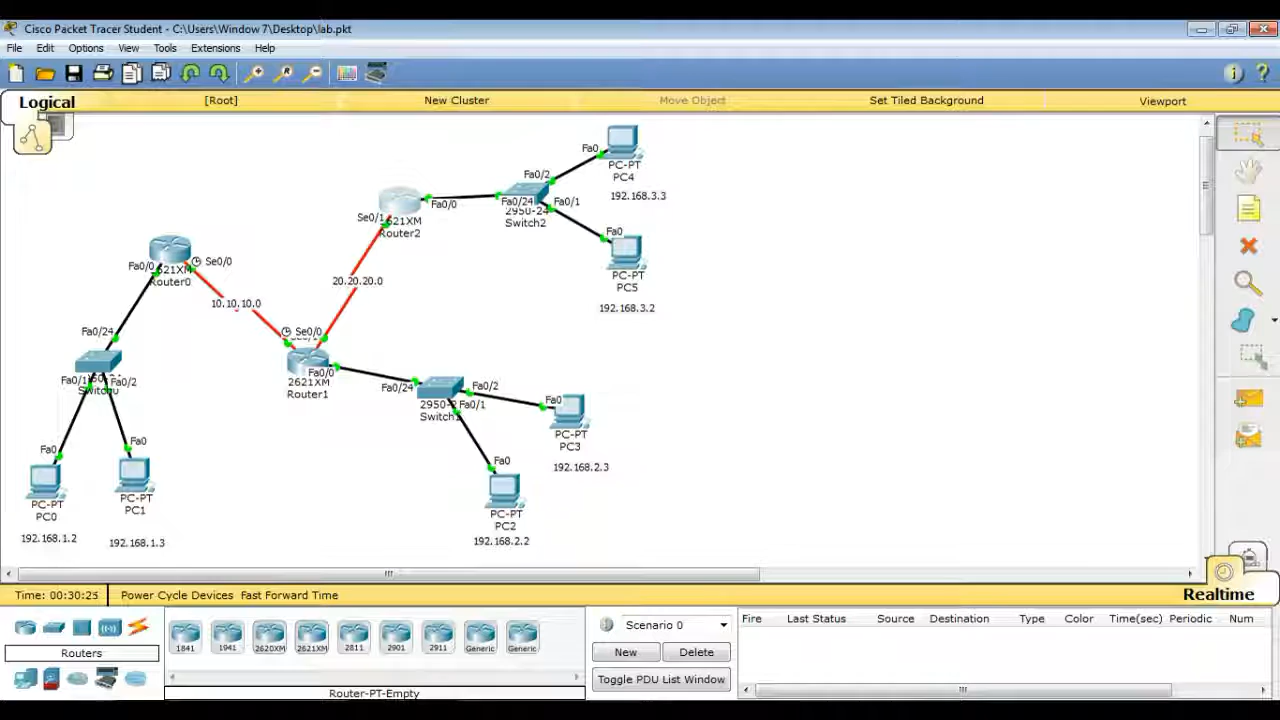 Cisco Packet Tracer Student - C:\Users\Window 7\Desktop\lab.pkt
File Edit Options View Tools Extensions Help
Logical [Root] New Cluster Move Object Set Tiled Background Viewport
Fa0
PC-PT
PC4
192.168.3.3
Fa0/2
Fa0/24
Fa0/1
2950-24
Switch2
Fa0/0
Se0/1
Router2
Fa0
PC-PT
PC5
192.168.3.2
Fa0/0
Se0/0
Router0
20.20.20.0
10.10.10.0
Se0/0
Fa0/0
2621XM
Router1
Fa0/24
Fa0/2
Fa0/1
Fa0/24
Fa0/2
Fa0/1
Fa0
PC-PT
PC3
192.168.2.3
Fa0
PC-PT
PC2
192.168.2.2
Fa0
PC-PT
PC0
192.168.1.2
Fa0
PC-PT
PC1
192.168.1.3
Realtime
Time: 00:30:25 Power Cycle Devices Fast Forward Time
Routers
1841 1941 2620XM 2621XM 2811 2901 2911 Generic Generic
Router-PT-Empty
Scenario 0
New Delete
Toggle PDU List Window
Fire Last Status Source Destination Type Color Time(sec) Periodic Num